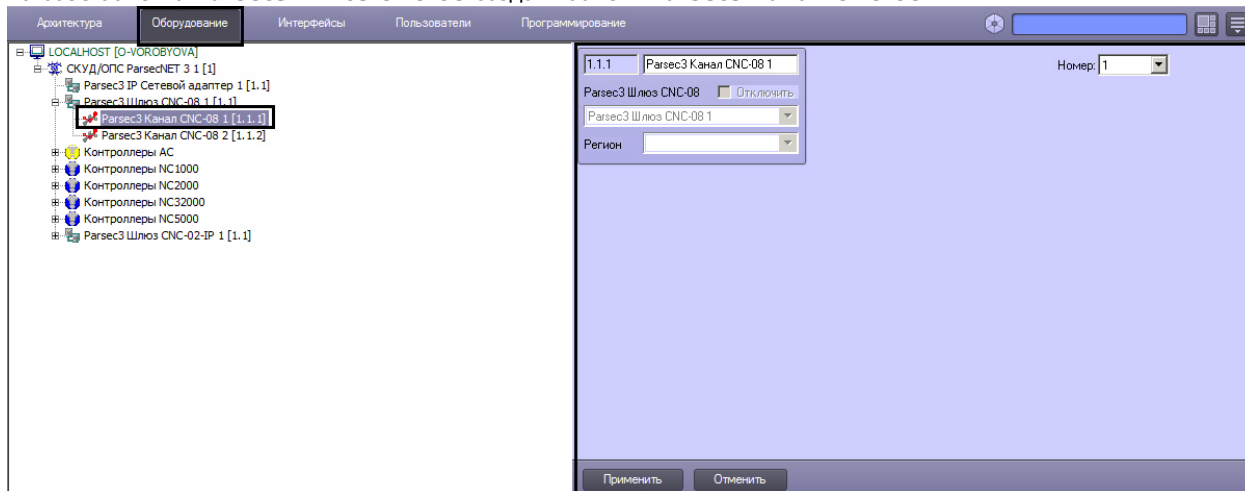 Архитектура Оборудование Интерфейсы Пользователи Программирование
LOCALHOST [O-VOROBYOVA]
СКУД/ОПС ParsecNET 3 1 [1]
Parsec3 IP Сетевой адаптер 1 [1.1]
Parsec3 Шлюз CNC-08 1 [1.1]
Parsec3 Канал CNC-08 1 [1.1.1]
Parsec3 Канал CNC-08 2 [1.1.2]
Контроллеры AC
Контроллеры NC1000
Контроллеры NC2000
Контроллеры NC32000
Контроллеры NC5000
Parsec3 Шлюз CNC-02-IP 1 [1.1]
1.1.1 Parsec3 Канал CNC-08 1 Номер: 1
Parsec3 Шлюз CNC-08 Отключить
Parsec3 Шлюз CNC-08 1
Регион
Применить Отменить